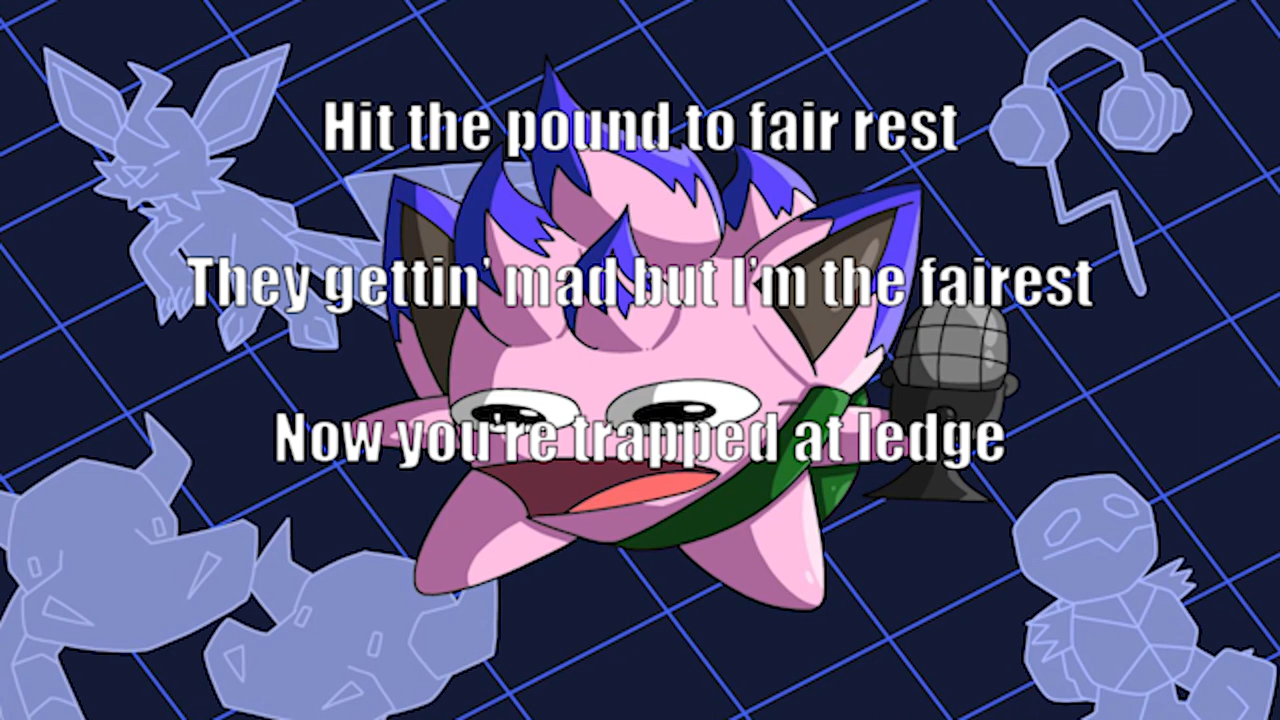 Hit the pound to fair rest
They gettin' mad but I'm the fairest
Now you're trapped at ledge